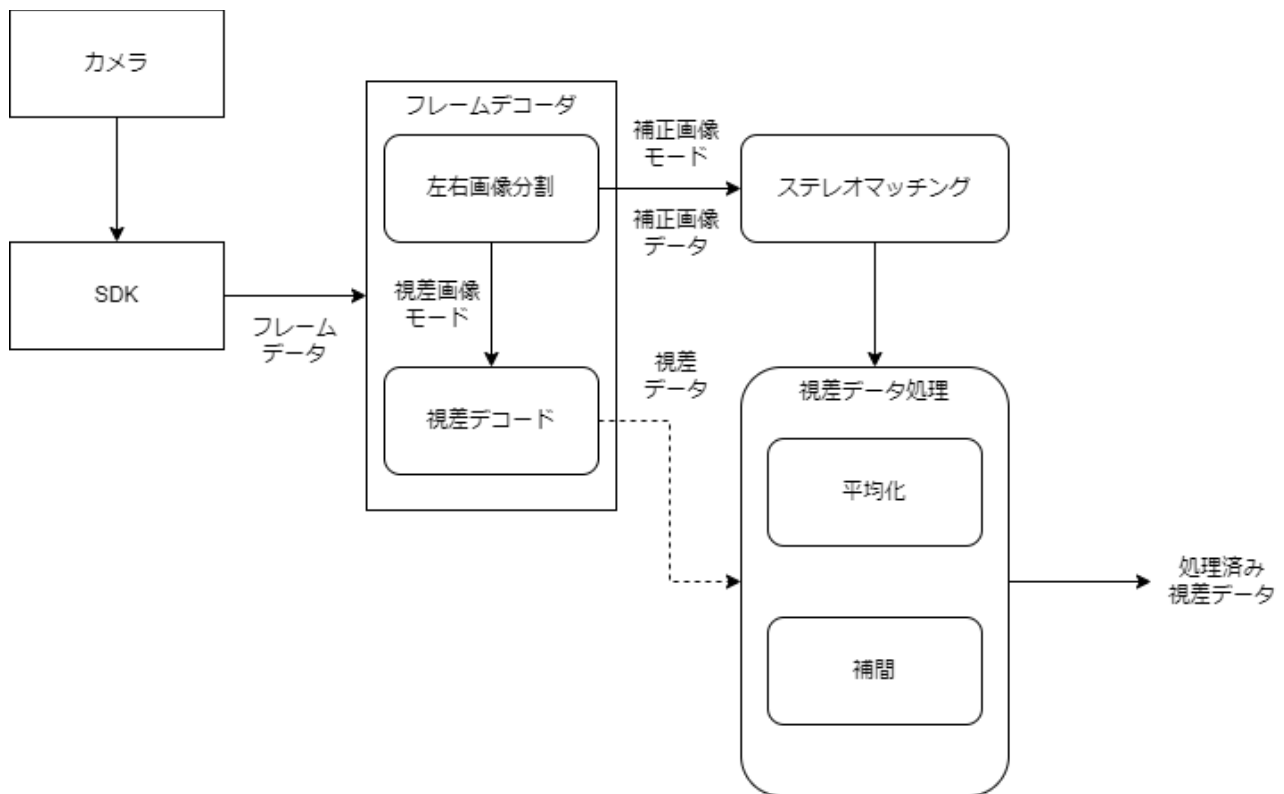 カメラ
SDK
フレーム
データ
フレームデコーダ
左右画像分割
視差画像
モード
視差デコード
補正画像
モード
補正画像
データ
ステレオマッチング
視差
データ
視差データ処理
平均化
補間
処理済み
視差データ